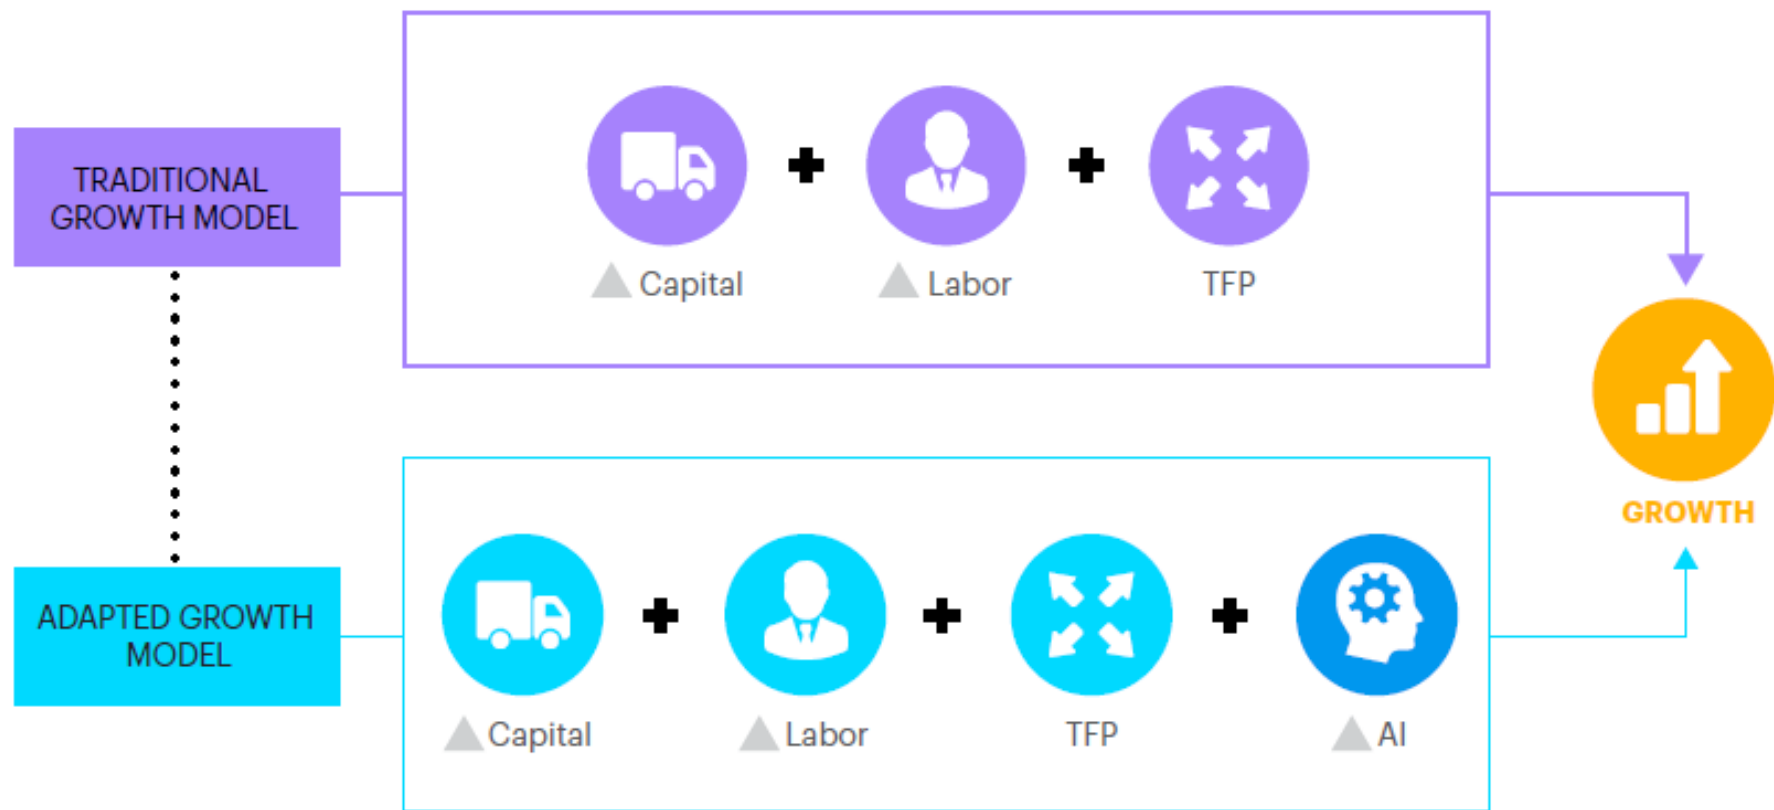 TRADITIONAL
GROWTH MODEL
Capital
Labor
TFP
GROWTH
ADAPTED GROWTH
MODEL
Capital
Labor
TFP
AI